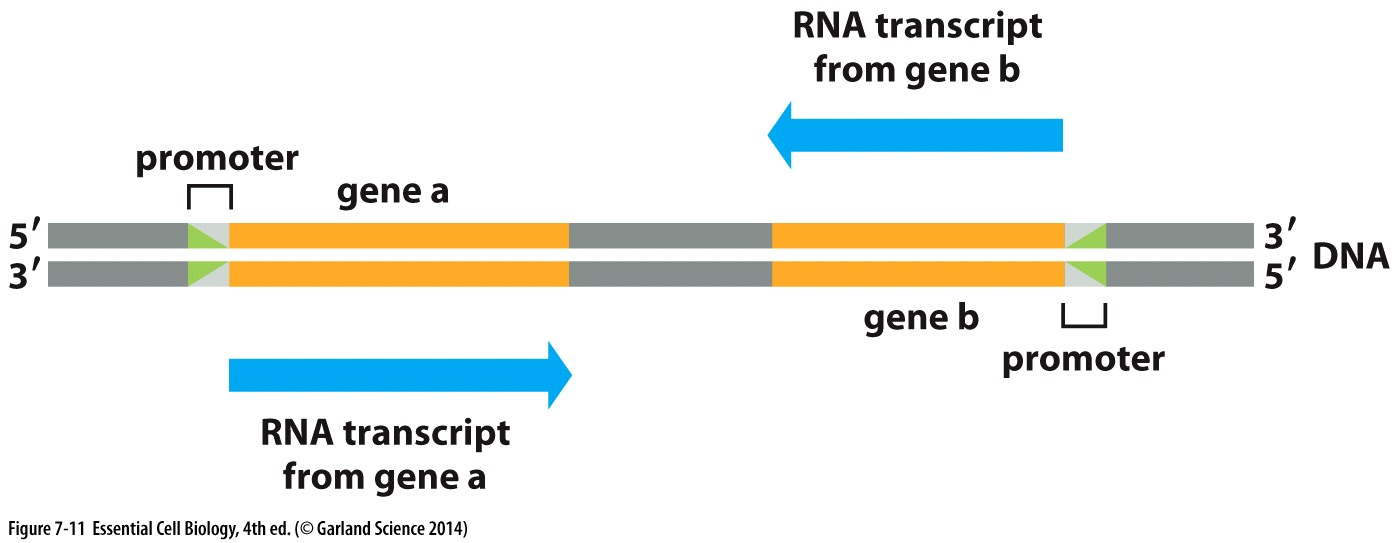 RNA transcript
from gene b
promoter
gene a
5′
3′
3′
5′
DNA
gene b
promoter
RNA transcript
from gene a
Figure 7-11 Essential Cell Biology, 4th ed. (© Garland Science 2014)